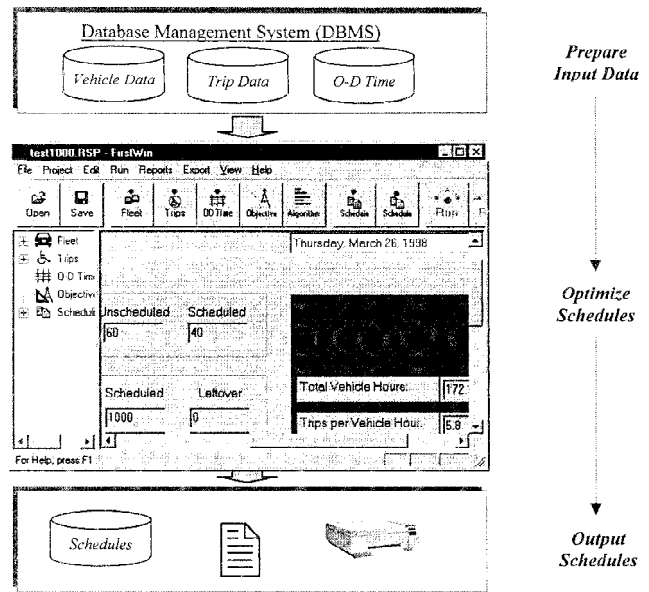 Database Management System (DBMS)
Vehicle Data
Trip Data
O-D Time
Prepare
Input Data
test1000.RSP - FirstWin
File Project Edit Run Reports Export View Help
Open Save Fleet Trips OD Time Objective Algorithm Schedule Schedule Run
Fleet
Trips
O-D Time
Objective
Scheduli
Thursday, March 26, 1998
Unscheduled Scheduled
60 40
Scheduled Leftover
1000 0
Total Vehicle Hours: 172
Trips per Vehicle Hour: 5.8
For Help, press F1
Optimize
Schedules
Schedules
Output
Schedules